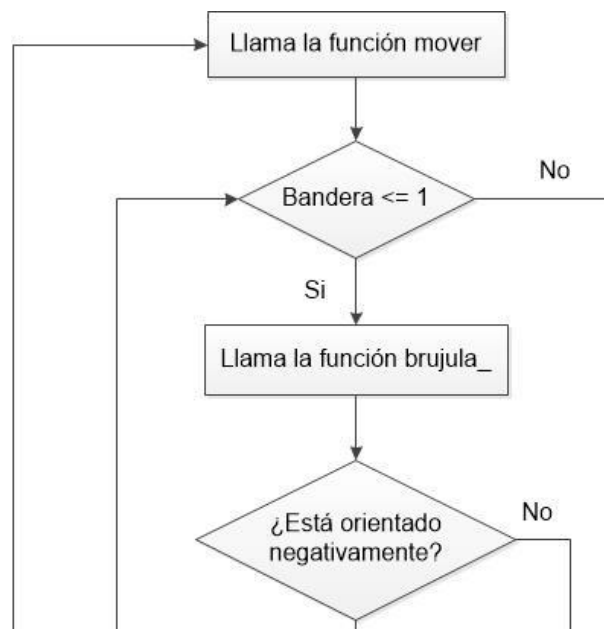 Llama la función mover
Bandera <= 1
No
Si
Llama la función brujula_
¿Está orientado
negativamente?
No